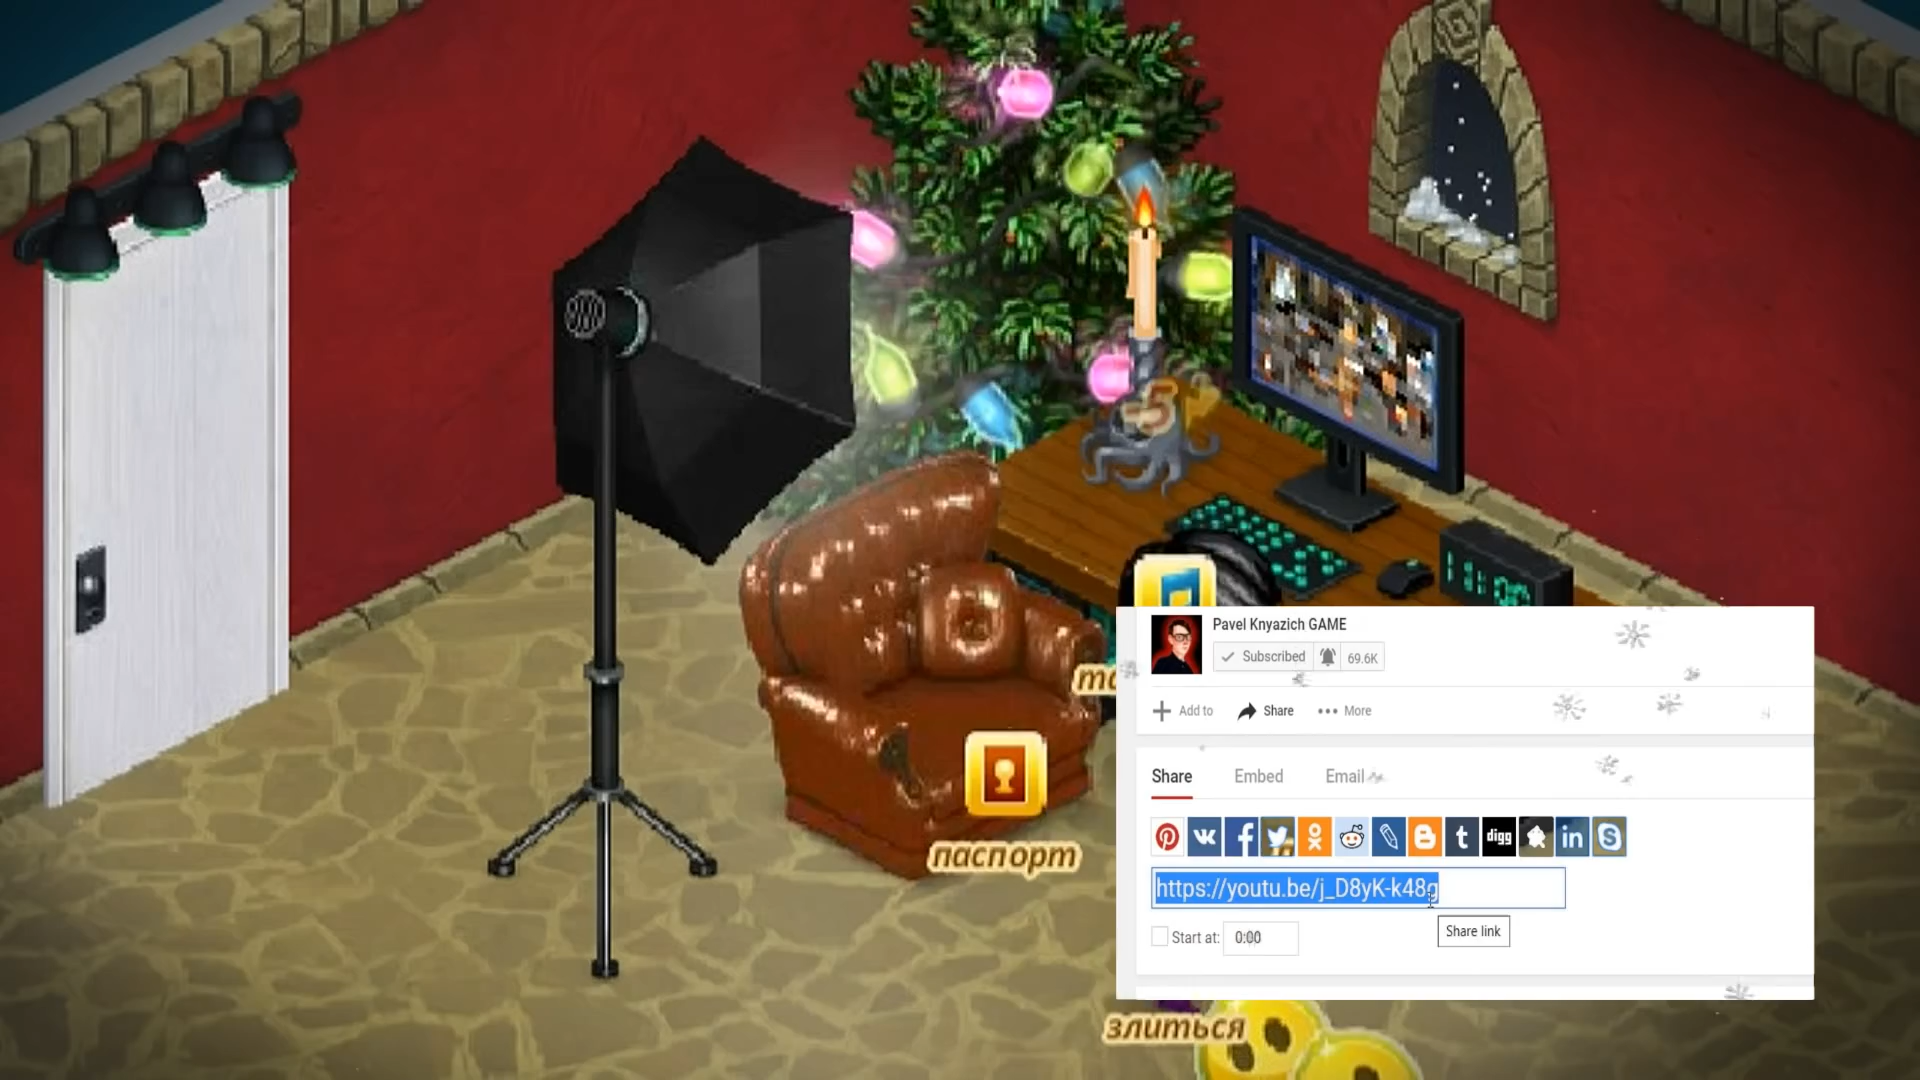 Pavel Knyazich GAME
Subscribed 69.6K
Add to Share More
Share Embed Email
digg
https://youtu.be/j_D8yK-k48g
Start at: 0:00
Share link
паспорт
злиться